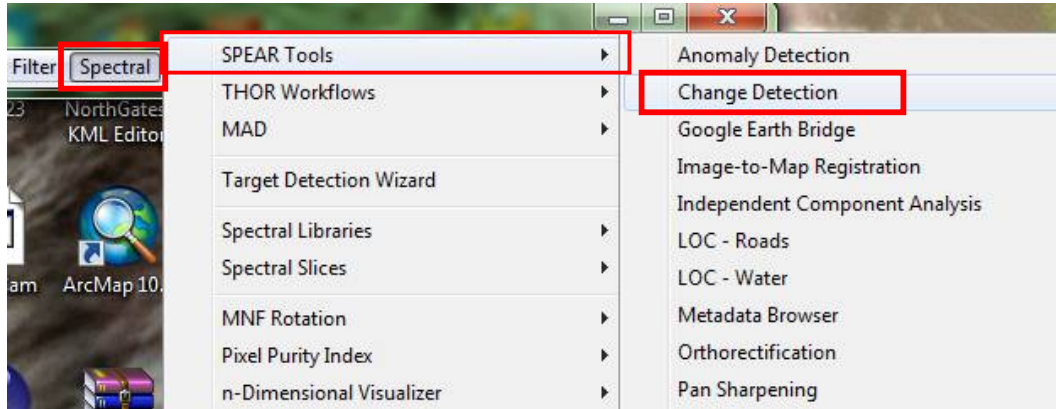 Filter Spectral
23 NorthGates
KML Editor
am ArcMap 10.
SPEAR Tools
THOR Workflows
MAD
Target Detection Wizard
Spectral Libraries
Spectral Slices
MNF Rotation
Pixel Purity Index
n-Dimensional Visualizer
Anomaly Detection
Change Detection
Google Earth Bridge
Image-to-Map Registration
Independent Component Analysis
LOC - Roads
LOC - Water
Metadata Browser
Orthorectification
Pan Sharpening